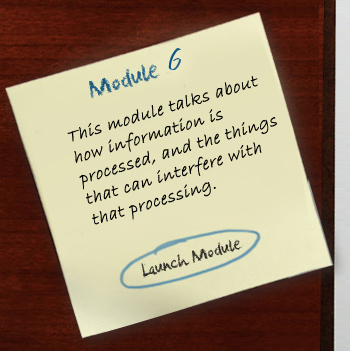 Module 6
This module talks about
how information is
processed, and the things
that can interfere with
that processing.
Launch Module